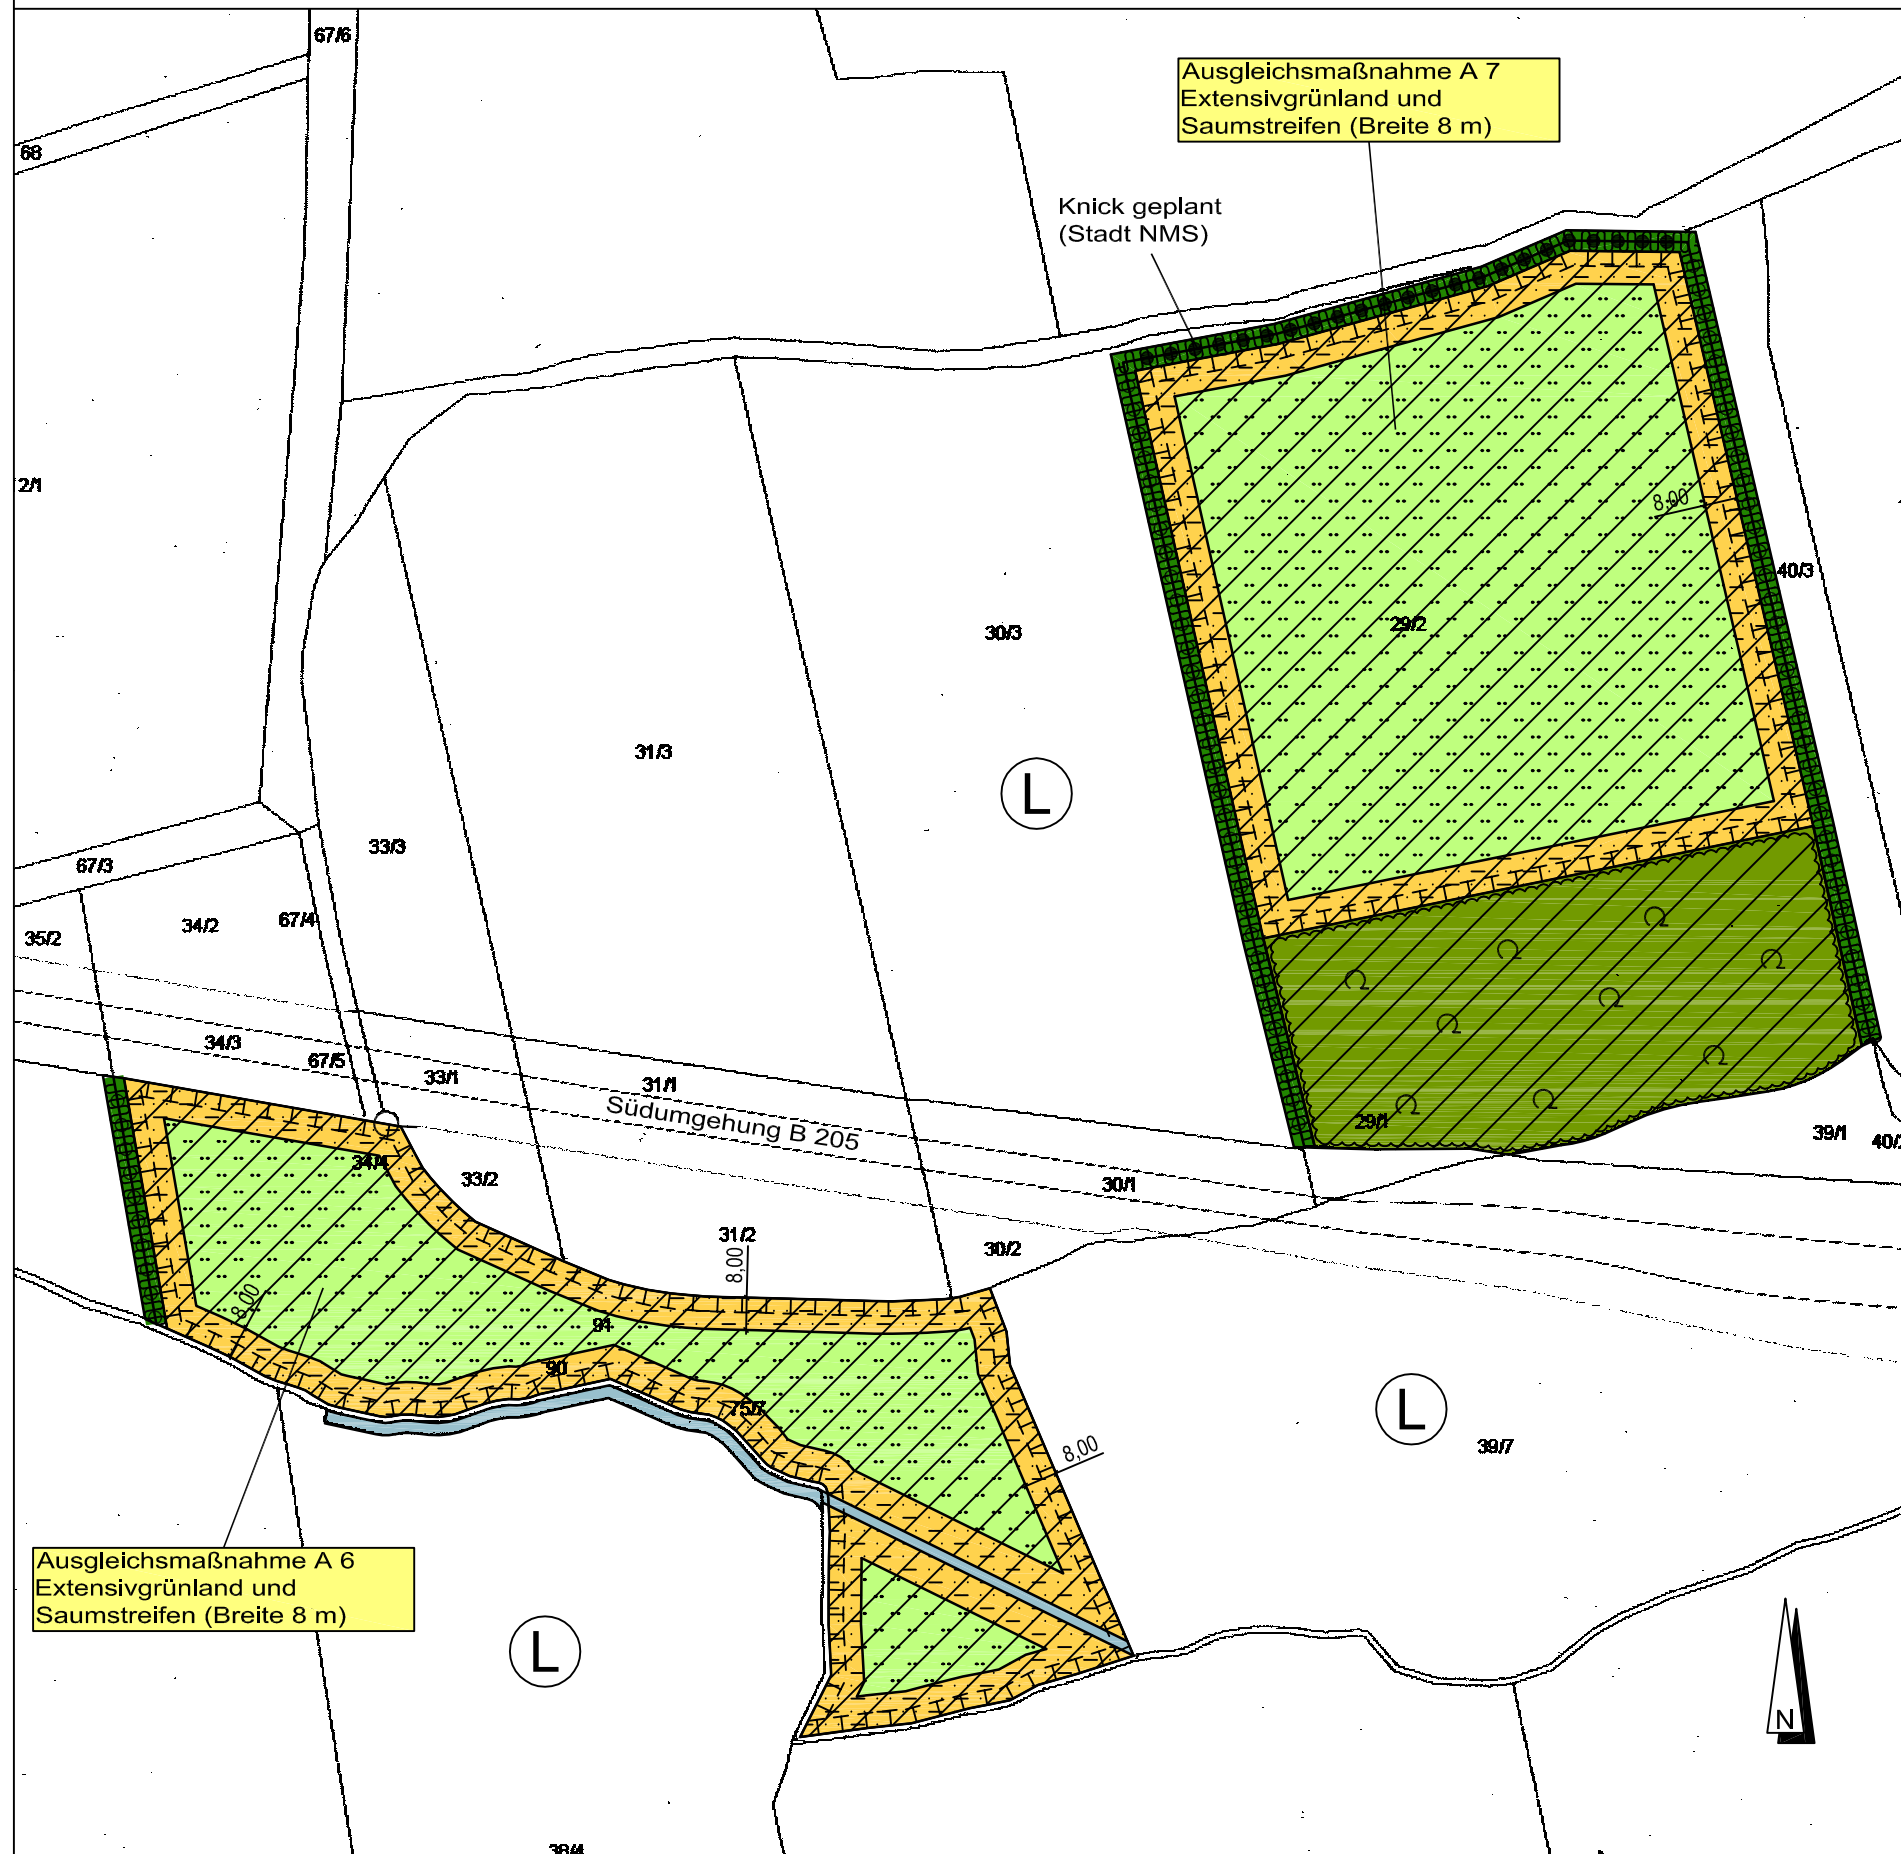 67/6
Ausgleichsmaßnahme A 7
Extensivgrünland und
Saumstreifen (Breite 8 m)
68
Knick geplant
(Stadt NMS)
2/1
8,00
40/3
29/2
30/3
31/3
L
33/3
67/3
34/2
67/4
35/2
34/3
67/5
33/1
31/1
Südumgehung B 205
29/1
39/1
34/4
33/2
30/1
31/2
30/2
8,00
8,00
91
90
75/7
L
8,00
39/7
Ausgleichsmaßnahme A 6
Extensivgrünland und
Saumstreifen (Breite 8 m)
L
N